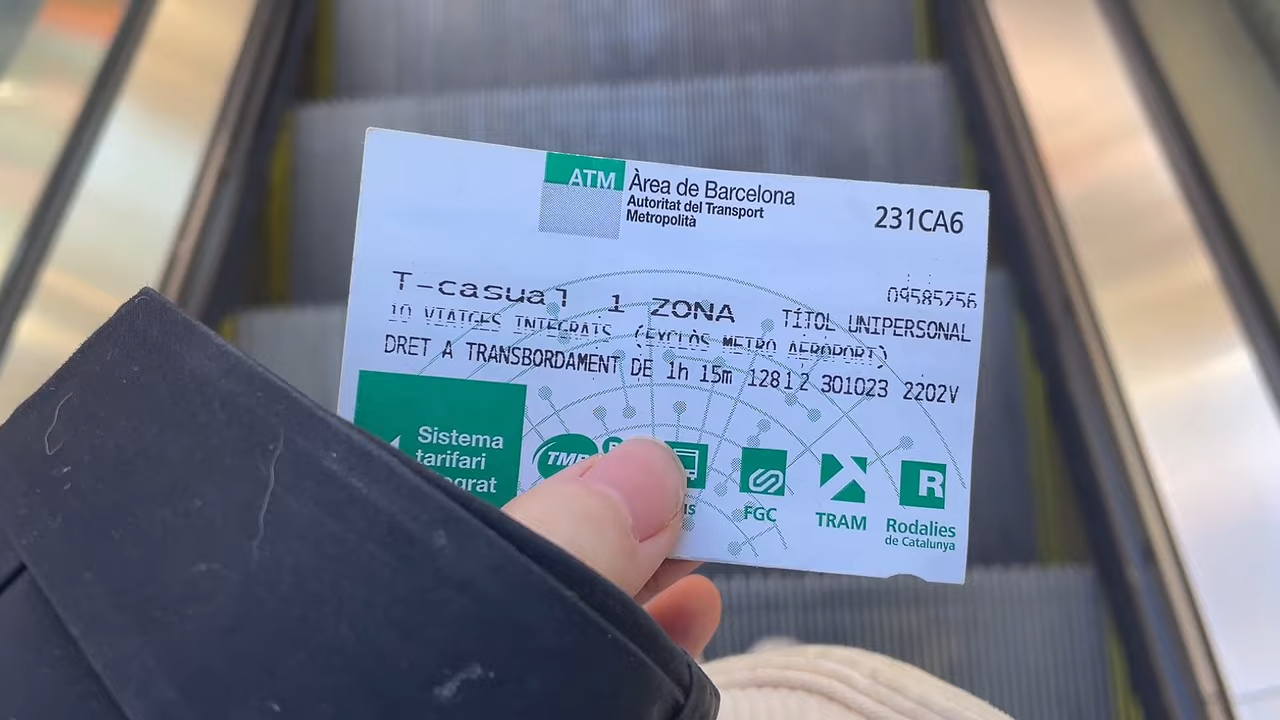 ATM
Àrea de Barcelona
Autoritat del Transport
Metropolità
231CA6
09585256
T-casual 1 ZONA
TÍTOL UNIPERSONAL
10 VIATGES INTEGRATS (EXCLÒS METRO AEROPORT)
DRET A TRANSBORDAMENT DE 1h 15m 12812 301023 2202V
Sistema
tarifari
FGC
TRAM
R
Rodalies
de Catalunya